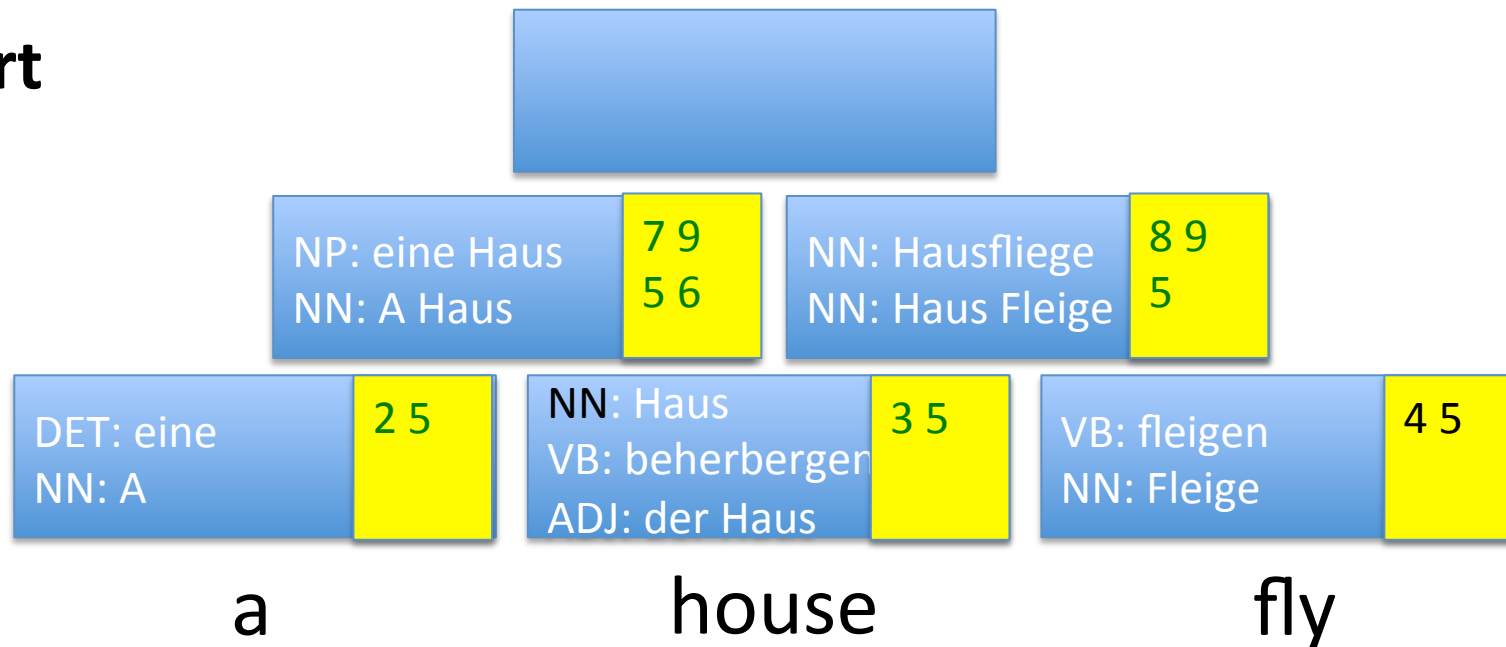 rt
NP: eine Haus
NN: A Haus
7 9
5 6
NN: Hausfliege
NN: Haus Fleige
8 9
5
DET: eine
NN: A
2 5
NN: Haus
VB: beherbergen
ADJ: der Haus
3 5
VB: fleigen
NN: Fleige
4 5
a house fly